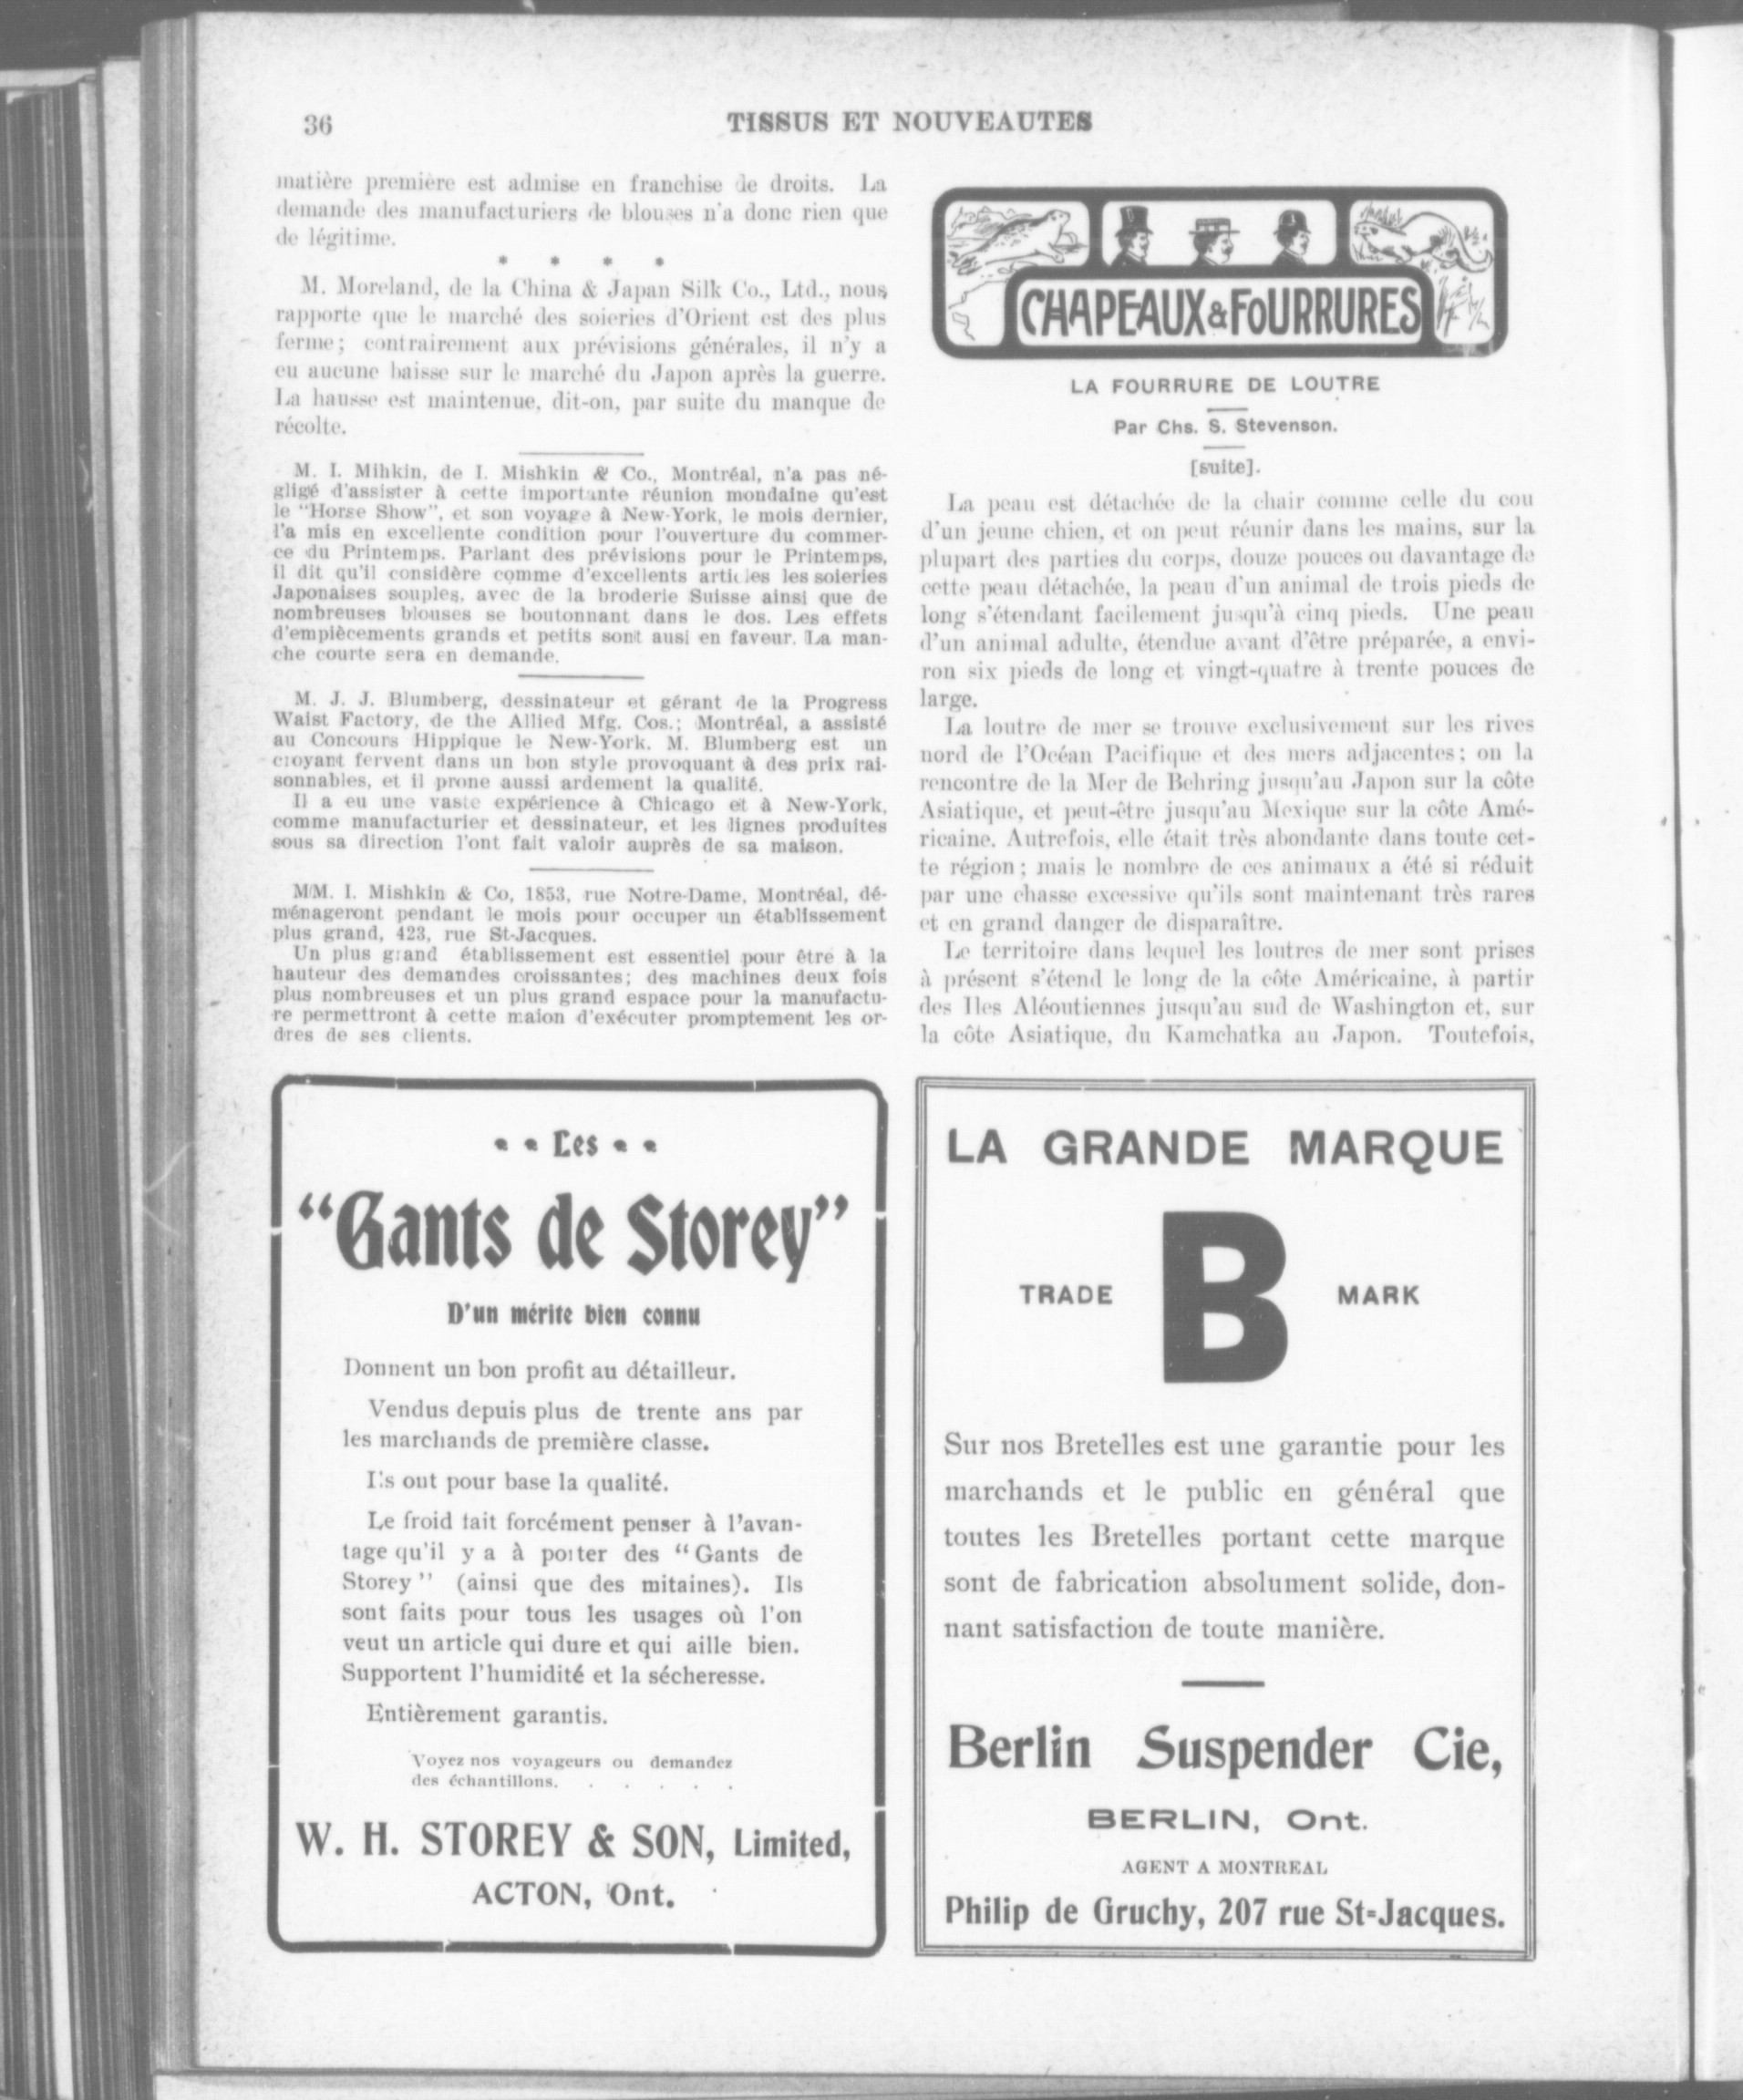 36
TISSUS ET NOUVEAUTES
matière première est admise en franchise de droits. La
demande des manufacturiers de blouses n'a donc rien que
de légitime.
* * * *
M. Moreland, de la China & Japan Silk Co., Ltd., nous
rapporte que le marché des soieries d'Orient est des plus
ferme; contrairement aux prévisions générales, il n'y a
eu aucune baisse sur le marché du Japon après la guerre.
La hausse est maintenue, dit-on, par suite du manque de
récolte.
M. I. Mihkin, de I. Mishkin & Co., Montréal, n'a pas né-
gligé d'assister à cette importante réunion mondaine qu'est
le "Horse Show", et son voyage à New-York, le mois dernier,
l'a mis en excellente condition pour l'ouverture du commer-
ce du Printemps. Parlant des prévisions pour le Printemps,
il dit qu'il considère comme d'excellents articles les soieries
Japonaises souples, avec de la broderie Suisse ainsi que de
nombreuses blouses se boutonnant dans le dos. Les effets
d'empiècements grands et petits sont ausi en faveur. La man-
che courte sera en demande.
M. J. J. Blumberg, dessinateur et gérant de la Progress
Waist Factory, de the Allied Mfg. Cos.; Montréal, a assisté
au Concours Hippique le New-York. M. Blumberg est un
croyant fervent dans un bon style provoquant à des prix rai-
sonnables, et il prone aussi ardement la qualité.
Il a eu une vaste expérience à Chicago et à New-York,
comme manufacturier et dessinateur, et les lignes produites
sous sa direction l'ont fait valoir auprès de sa maison.
MM. I. Mishkin & Co, 1853, rue Notre-Dame, Montréal, dé-
ménageront pendant le mois pour occuper un établissement
plus grand, 423, rue St-Jacques.
Un plus grand établissement est essentiel pour être à la
hauteur des demandes croissantes; des machines deux fois
plus nombreuses et un plus grand espace pour la manufactu-
re permettront à cette maion d'exécuter promptement les or-
dres de ses clients.
CHAPEAUX & FOURRURES
LA FOURRURE DE LOUTRE
Par Chs. S. Stevenson.
[suite].
La peau est détachée de la chair comme celle du cou
d'un jeune chien, et on peut réunir dans les mains, sur la
plupart des parties du corps, douze pouces ou davantage de
cette peau détachée, la peau d'un animal de trois pieds de
long s'étendant facilement jusqu'à cinq pieds. Une peau
d'un animal adulte, étendue avant d'être préparée, a envi-
ron six pieds de long et vingt-quatre à trente pouces de
large.
La loutre de mer se trouve exclusivement sur les rives
nord de l'Océan Pacifique et des mers adjacentes; on la
rencontre de la Mer de Behring jusqu'au Japon sur la côte
Asiatique, et peut-être jusqu'au Mexique sur la côte Amé-
ricaine. Autrefois, elle était très abondante dans toute cet-
te région; mais le nombre de ces animaux a été si réduit
par une chasse excessive qu'ils sont maintenant très rares
et en grand danger de disparaître.
Le territoire dans lequel les loutres de mer sont prises
à présent s'étend le long de la côte Américaine, à partir
des Iles Aléoutiennes jusqu'au sud de Washington et, sur
la côte Asiatique, du Kamchatka au Japon. Toutefois,
Les
"Gants de Storey"
D'un mérite bien connu
Donnent un bon profit au détailleur.
Vendus depuis plus de trente ans par
les marchands de première classe.
Ils ont pour base la qualité.
Le froid fait forcément penser à l'avan-
tage qu'il y a à porter des "Gants de
Storey" (ainsi que des mitaines). Ils
sont faits pour tous les usages où l'on
veut un article qui dure et qui aille bien.
Supportent l'humidité et la sécheresse.
Entièrement garantis.
Voyez nos voyageurs ou demandez
des échantillons. . . . . .
W. H. STOREY & SON, Limited,
ACTON, Ont.
LA GRANDE MARQUE
TRADE B MARK
Sur nos Bretelles est une garantie pour les
marchands et le public en général que
toutes les Bretelles portant cette marque
sont de fabrication absolument solide, don-
nant satisfaction de toute manière.
Berlin Suspender Cie,
BERLIN, Ont.
AGENT A MONTREAL
Philip de Gruchy, 207 rue St-Jacques.